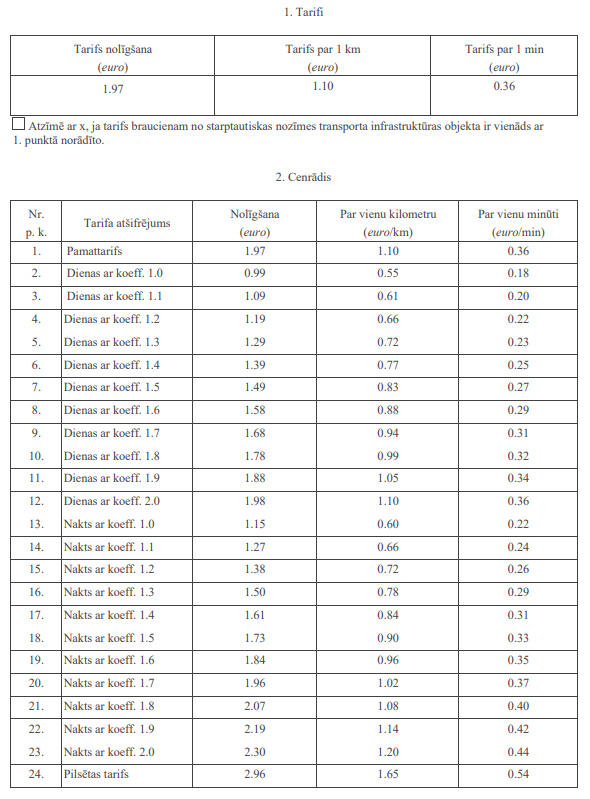 1. Tarifi
Tarifs nolīgšana Tarifs par 1 km Tarifs par 1 min
(euro) (euro) (euro)
1.97 1.10 0.36
Atzīmē ar x, ja tarifs braucienam no starptautiskas nozīmes transporta infrastruktūras objekta ir vienāds ar
1. punktā norādīto.
2. Cenrādis
Nr. Nolīgšana Par vienu kilometru Par vienu minūti
Tarifa atšifrējums
p. k. (euro) (euro/km) (euro/min)
1. Pamattarifs 1.97 1.10 0.36
2. Dienas ar koeff. 1.0 0.99 0.55 0.18
3. Dienas ar koeff. 1.1 1.09 0.61 0.20
4. Dienas ar koeff. 1.2 1.19 0.66 0.22
5. Dienas ar koeff. 1.3 1.29 0.72 0.23
6. Dienas ar koeff. 1.4 1.39 0.77 0.25
7. Dienas ar koeff. 1.5 1.49 0.83 0.27
8. Dienas ar koeff. 1.6 1.58 0.88 0.29
9. Dienas ar koeff. 1.7 1.68 0.94 0.31
10. Dienas ar koeff. 1.8 1.78 0.99 0.32
11. Dienas ar koeff. 1.9 1.88 1.05 0.34
12. Dienas ar koeff. 2.0 1.98 1.10 0.36
13. Nakts ar koeff. 1.0 1.15 0.60 0.22
14. Nakts ar koeff. 1.1 1.27 0.66 0.24
15. Nakts ar koeff. 1.2 1.38 0.72 0.26
16. Nakts ar koeff. 1.3 1.50 0.78 0.29
17. Nakts ar koeff. 1.4 1.61 0.84 0.31
18. Nakts ar koeff. 1.5 1.73 0.90 0.33
19. Nakts ar koeff. 1.6 1.84 0.96 0.35
20. Nakts ar koeff. 1.7 1.96 1.02 0.37
21. Nakts ar koeff. 1.8 2.07 1.08 0.40
22. Nakts ar koeff. 1.9 2.19 1.14 0.42
23. Nakts ar koeff. 2.0 2.30 1.20 0.44
24. Pilsētas tarifs 2.96 1.65 0.54